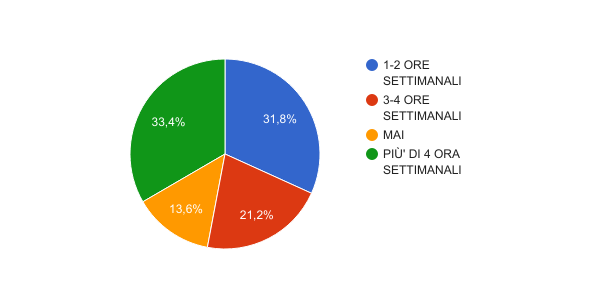 33,4%
31,8%
13,6%
21,2%
1-2 ORE
SETTIMANALI
3-4 ORE
SETTIMANALI
MAI
PIÙ' DI 4 ORA
SETTIMANALI